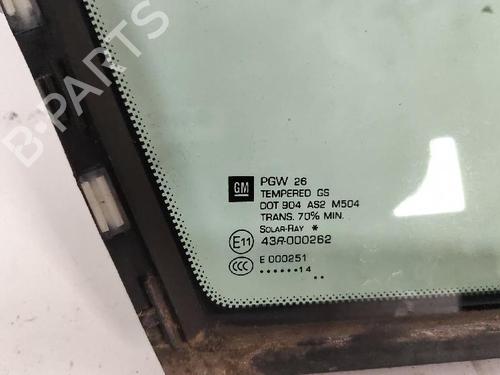 B-PARTS
GM
PGW 26
TEMPERED GS
DOT 904 AS2 M504
TRANS. 70% MIN.
SOLAR-RAY *
E11 43R-000262
CCC E 000251
.......14
..